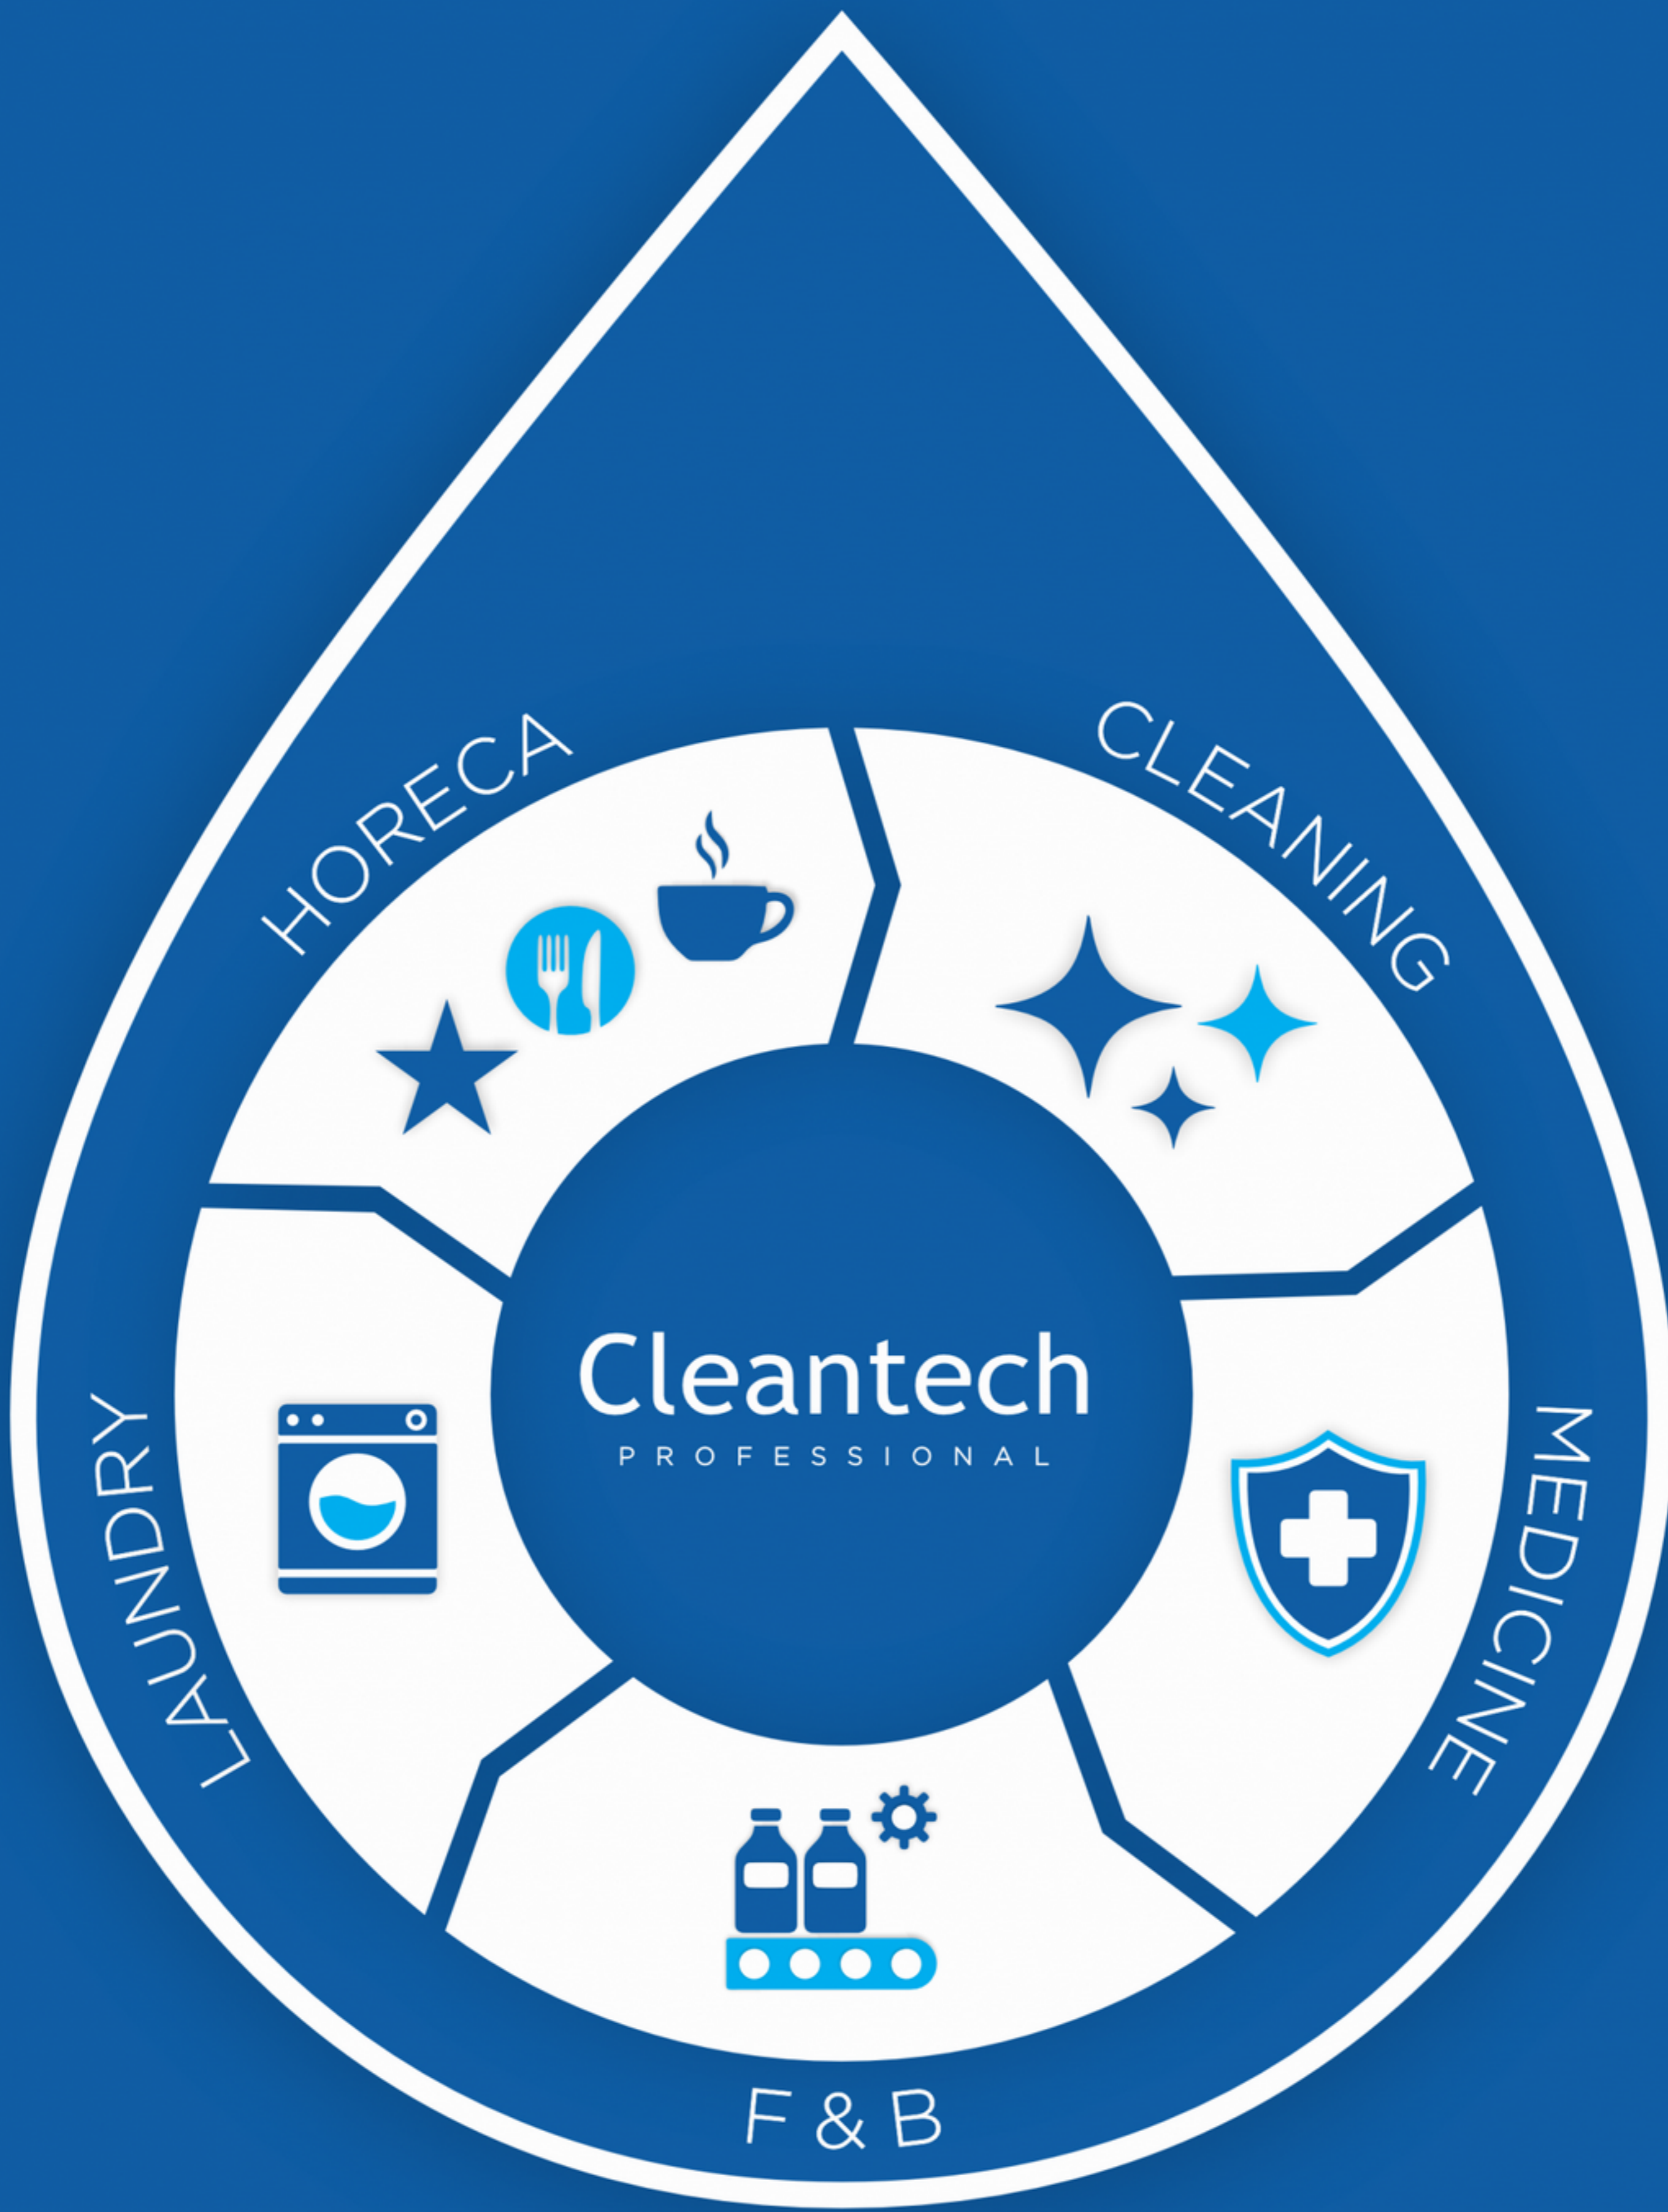 HORECA
CLEANING
Cleantech
PROFESSIONAL
LAUNDRY
MEDICINE
F & B